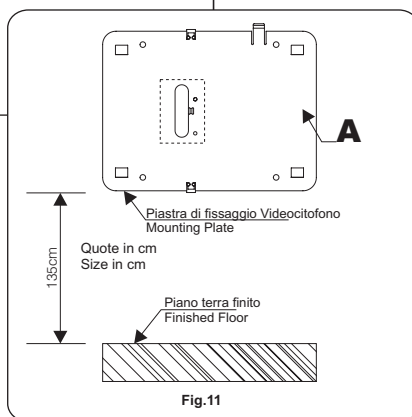 A
Piastra di fissaggio Videocitofono
Mounting Plate
Quote in cm
Size in cm
135cm
Piano terra finito
Finished Floor
Fig.11